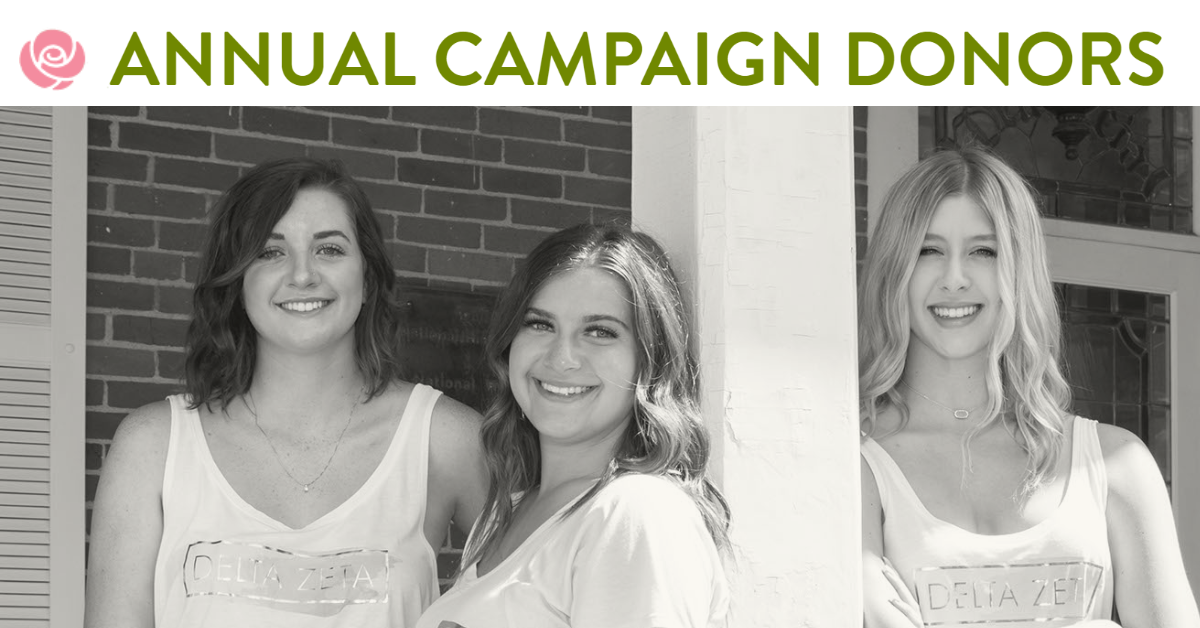 ANNUAL CAMPAIGN DONORS
DELTA ZETA
DELTA ZET